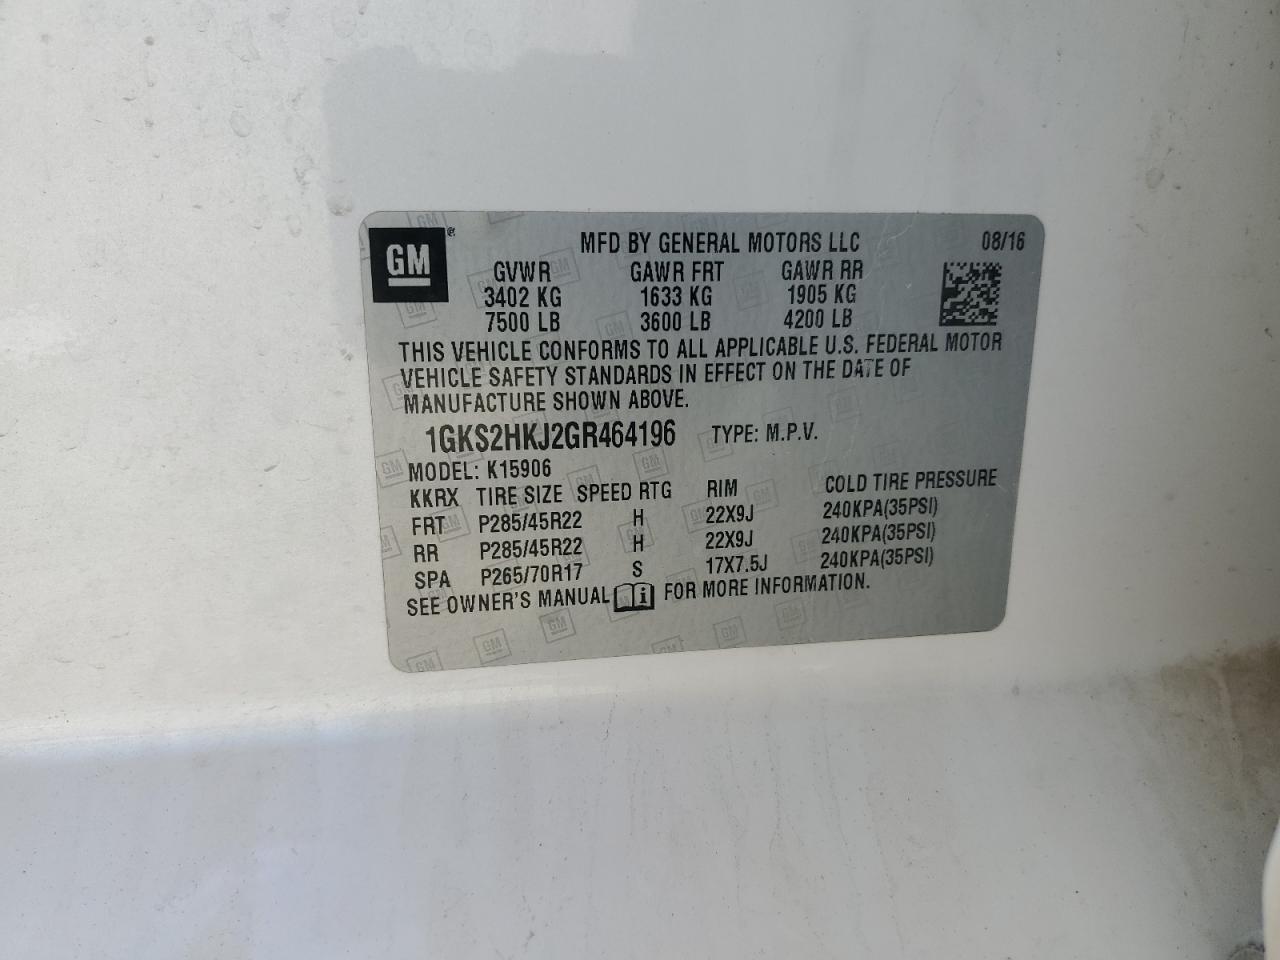 GM®
MFD BY GENERAL MOTORS LLC 08/16
GVWR GAWR FRT GAWR RR
3402 KG 1633 KG 1905 KG
7500 LB 3600 LB 4200 LB
THIS VEHICLE CONFORMS TO ALL APPLICABLE U.S. FEDERAL MOTOR
VEHICLE SAFETY STANDARDS IN EFFECT ON THE DATE OF
MANUFACTURE SHOWN ABOVE.
1GKS2HKJ2GR464196 TYPE: M.P.V.
MODEL: K15906
KKRX TIRE SIZE SPEED RTG RIM COLD TIRE PRESSURE
FRT P285/45R22 H 22X9J 240KPA(35PSI)
RR P285/45R22 H 22X9J 240KPA(35PSI)
SPA P265/70R17 S 17X7.5J 240KPA(35PSI)
SEE OWNER'S MANUAL i FOR MORE INFORMATION.